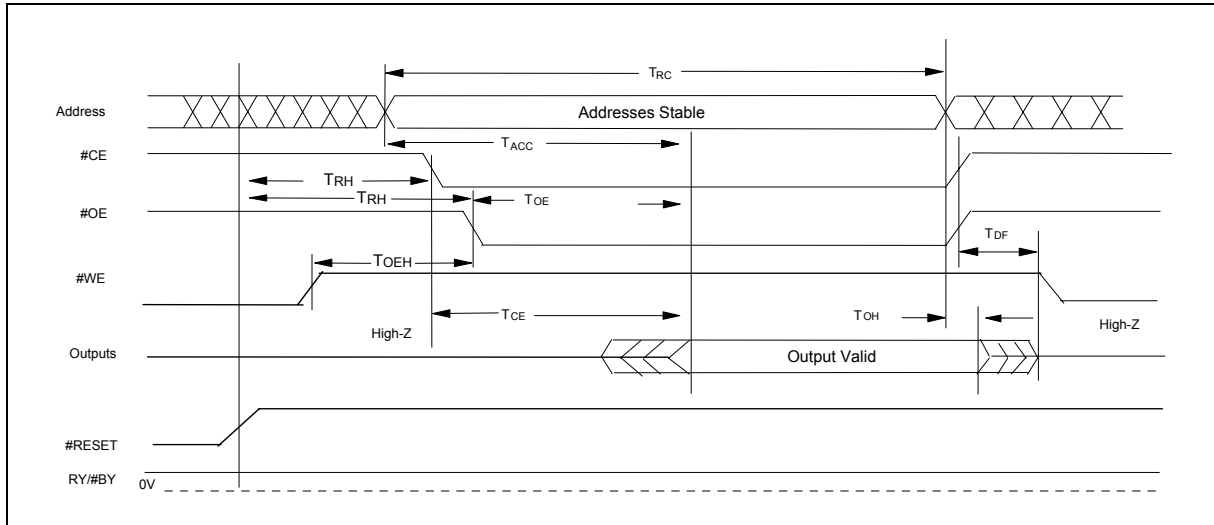 TRC
Address
Addresses Stable
TACC
#CE
TRH
TRH
TOE
#OE
TDF
TOEH
#WE
TCE
TOH
High-Z
High-Z
Outputs
Output Valid
#RESET
RY/#BY
0V